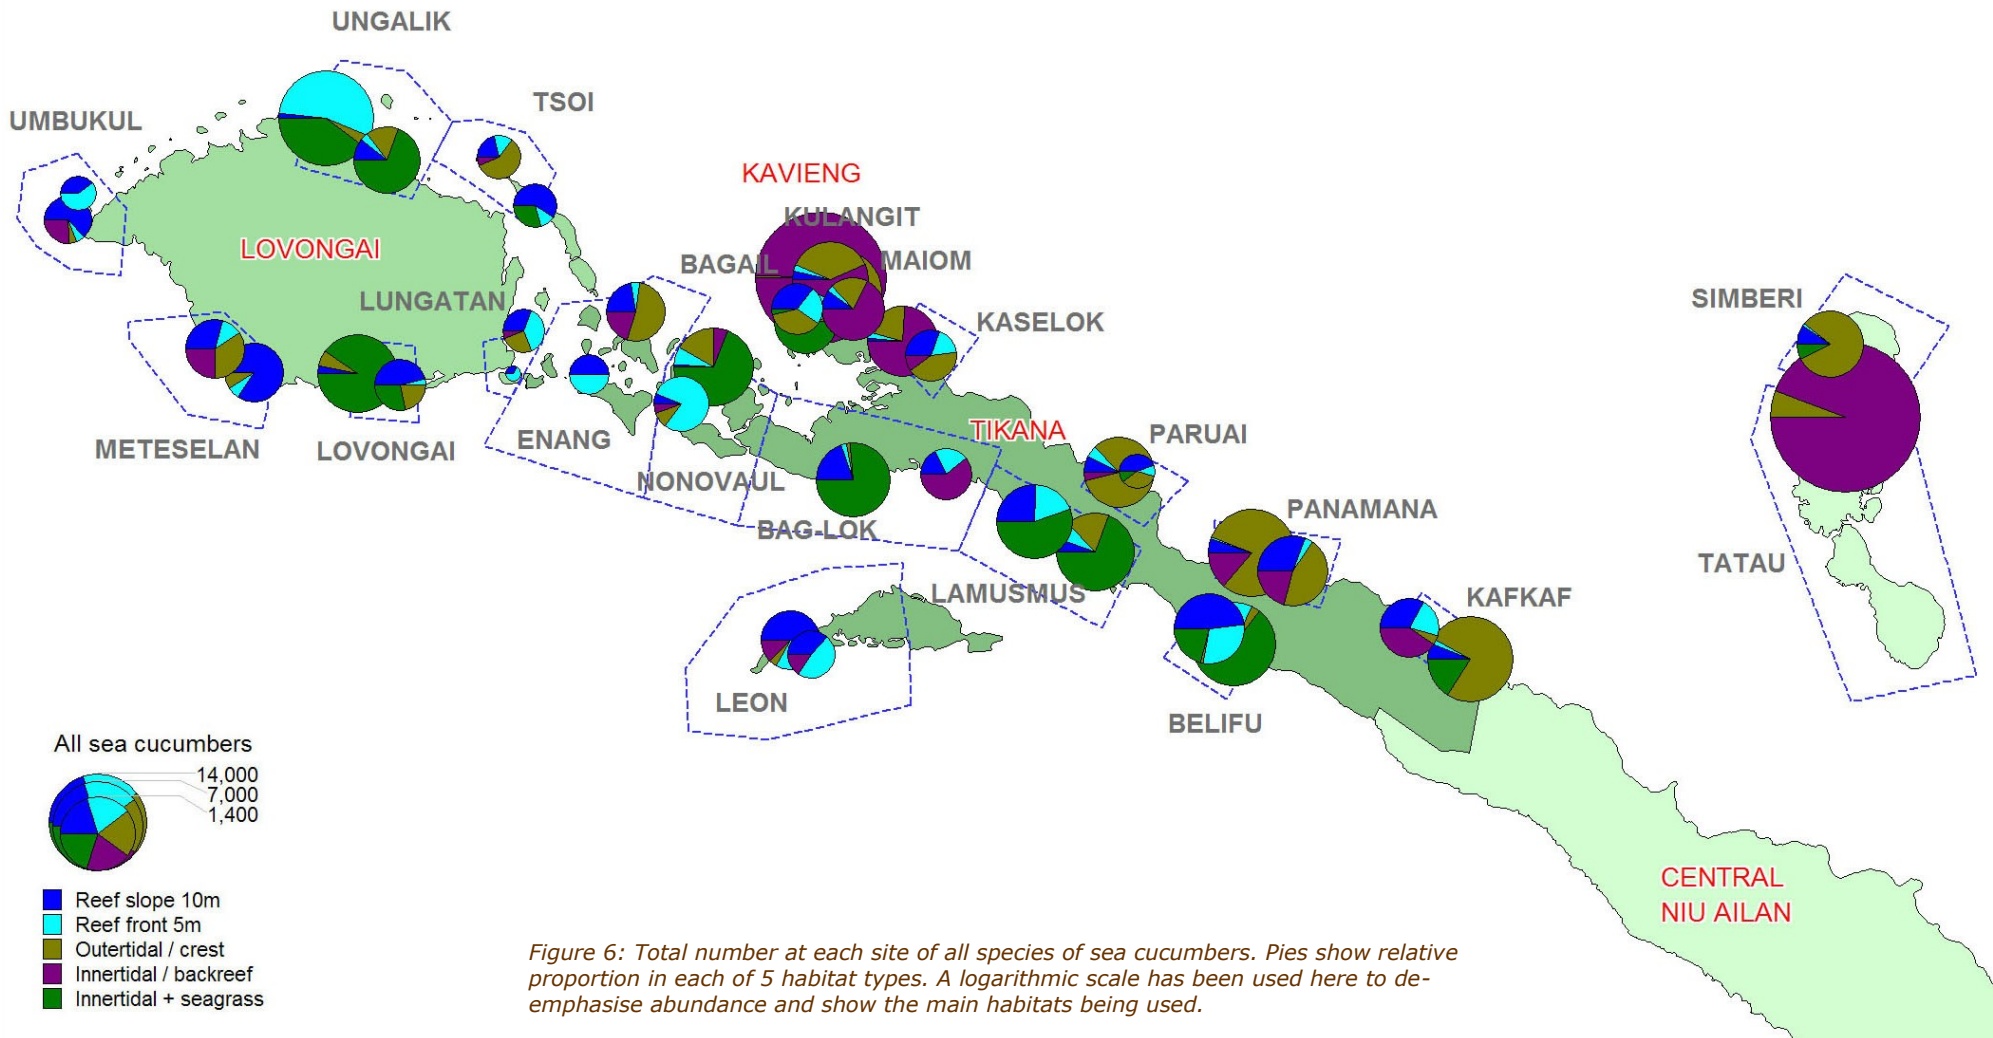 UNGALIK
TSOI
UMBUKUL
KAVIENG
KULANGIT
LOVONGAI
BAGAIL
MAIOM
LUNGATAN
SIMBERI
KASELOK
METESELAN
LOVONGAI
ENANG
TIKANA
PARUAI
NONOVAUL
BAG-LOK
PANAMANA
TATAU
LAMUSMUS
KAFKAF
LEON
BELIFU
All sea cucumbers
14,000
7,000
1,400
Reef slope 10m
Reef front 5m
Outertidal / crest
Innertidal / backreef
Innertidal + seagrass
CENTRAL
NIU AILAN
Figure 6: Total number at each site of all species of sea cucumbers. Pies show relative
proportion in each of 5 habitat types. A logarithmic scale has been used here to de-
emphasise abundance and show the main habitats being used.